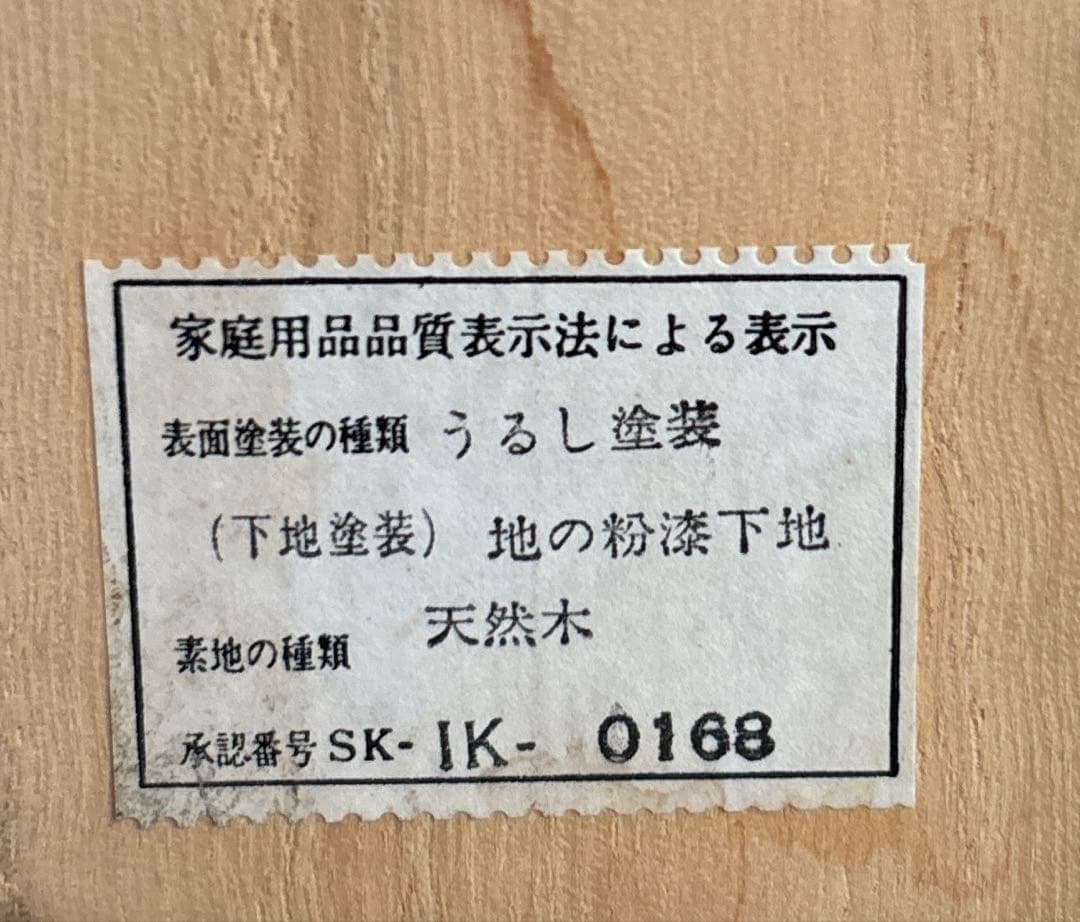 家庭用品品質表示法による表示
表面塗装の種類 うるし塗装
(下地塗装) 地の粉漆下地
素地の種類 天然木
承認番号 SK-IK-0168